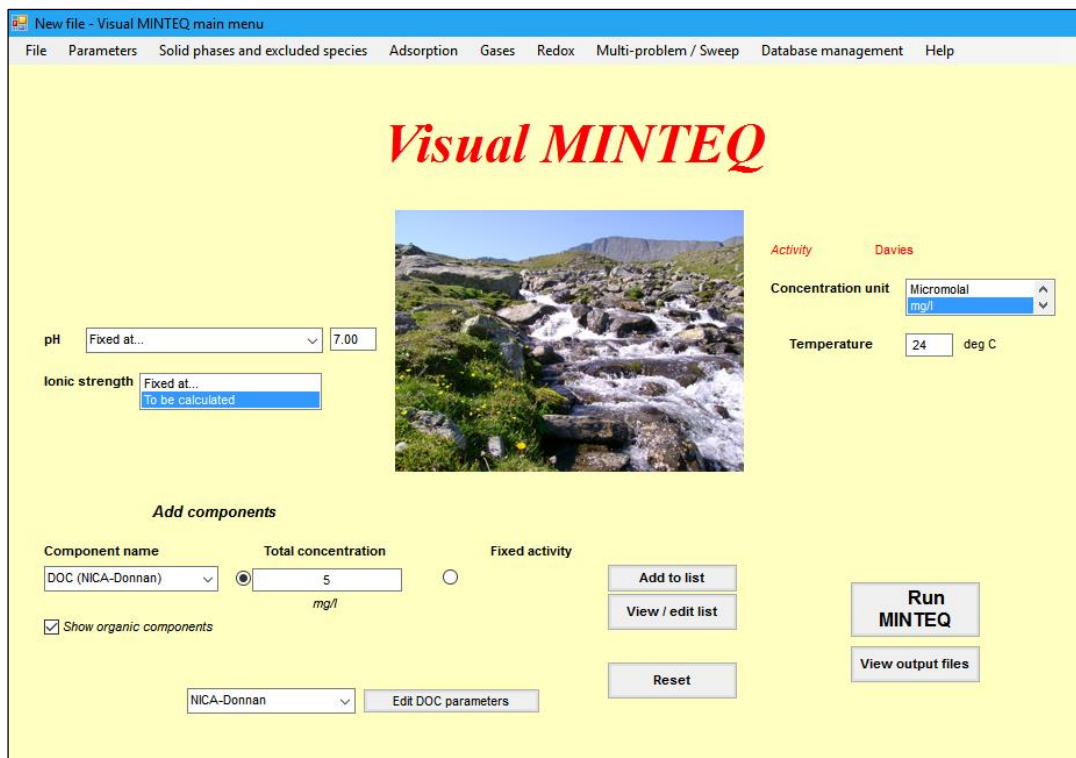 New file - Visual MINTEQ main menu
File Parameters Solid phases and excluded species Adsorption Gases Redox Multi-problem / Sweep Database management Help
Visual MINTEQ
Activity Davies
Concentration unit Micromolal
mg/l
pH Fixed at... 7.00
Temperature 24 deg C
Ionic strength Fixed at...
To be calculated
Add components
Component name Total concentration Fixed activity
DOC (NICA-Donnan) 5
mg/l
Show organic components
Add to list
View / edit list
Run
MINTEQ
View output files
Reset
NICA-Donnan Edit DOC parameters